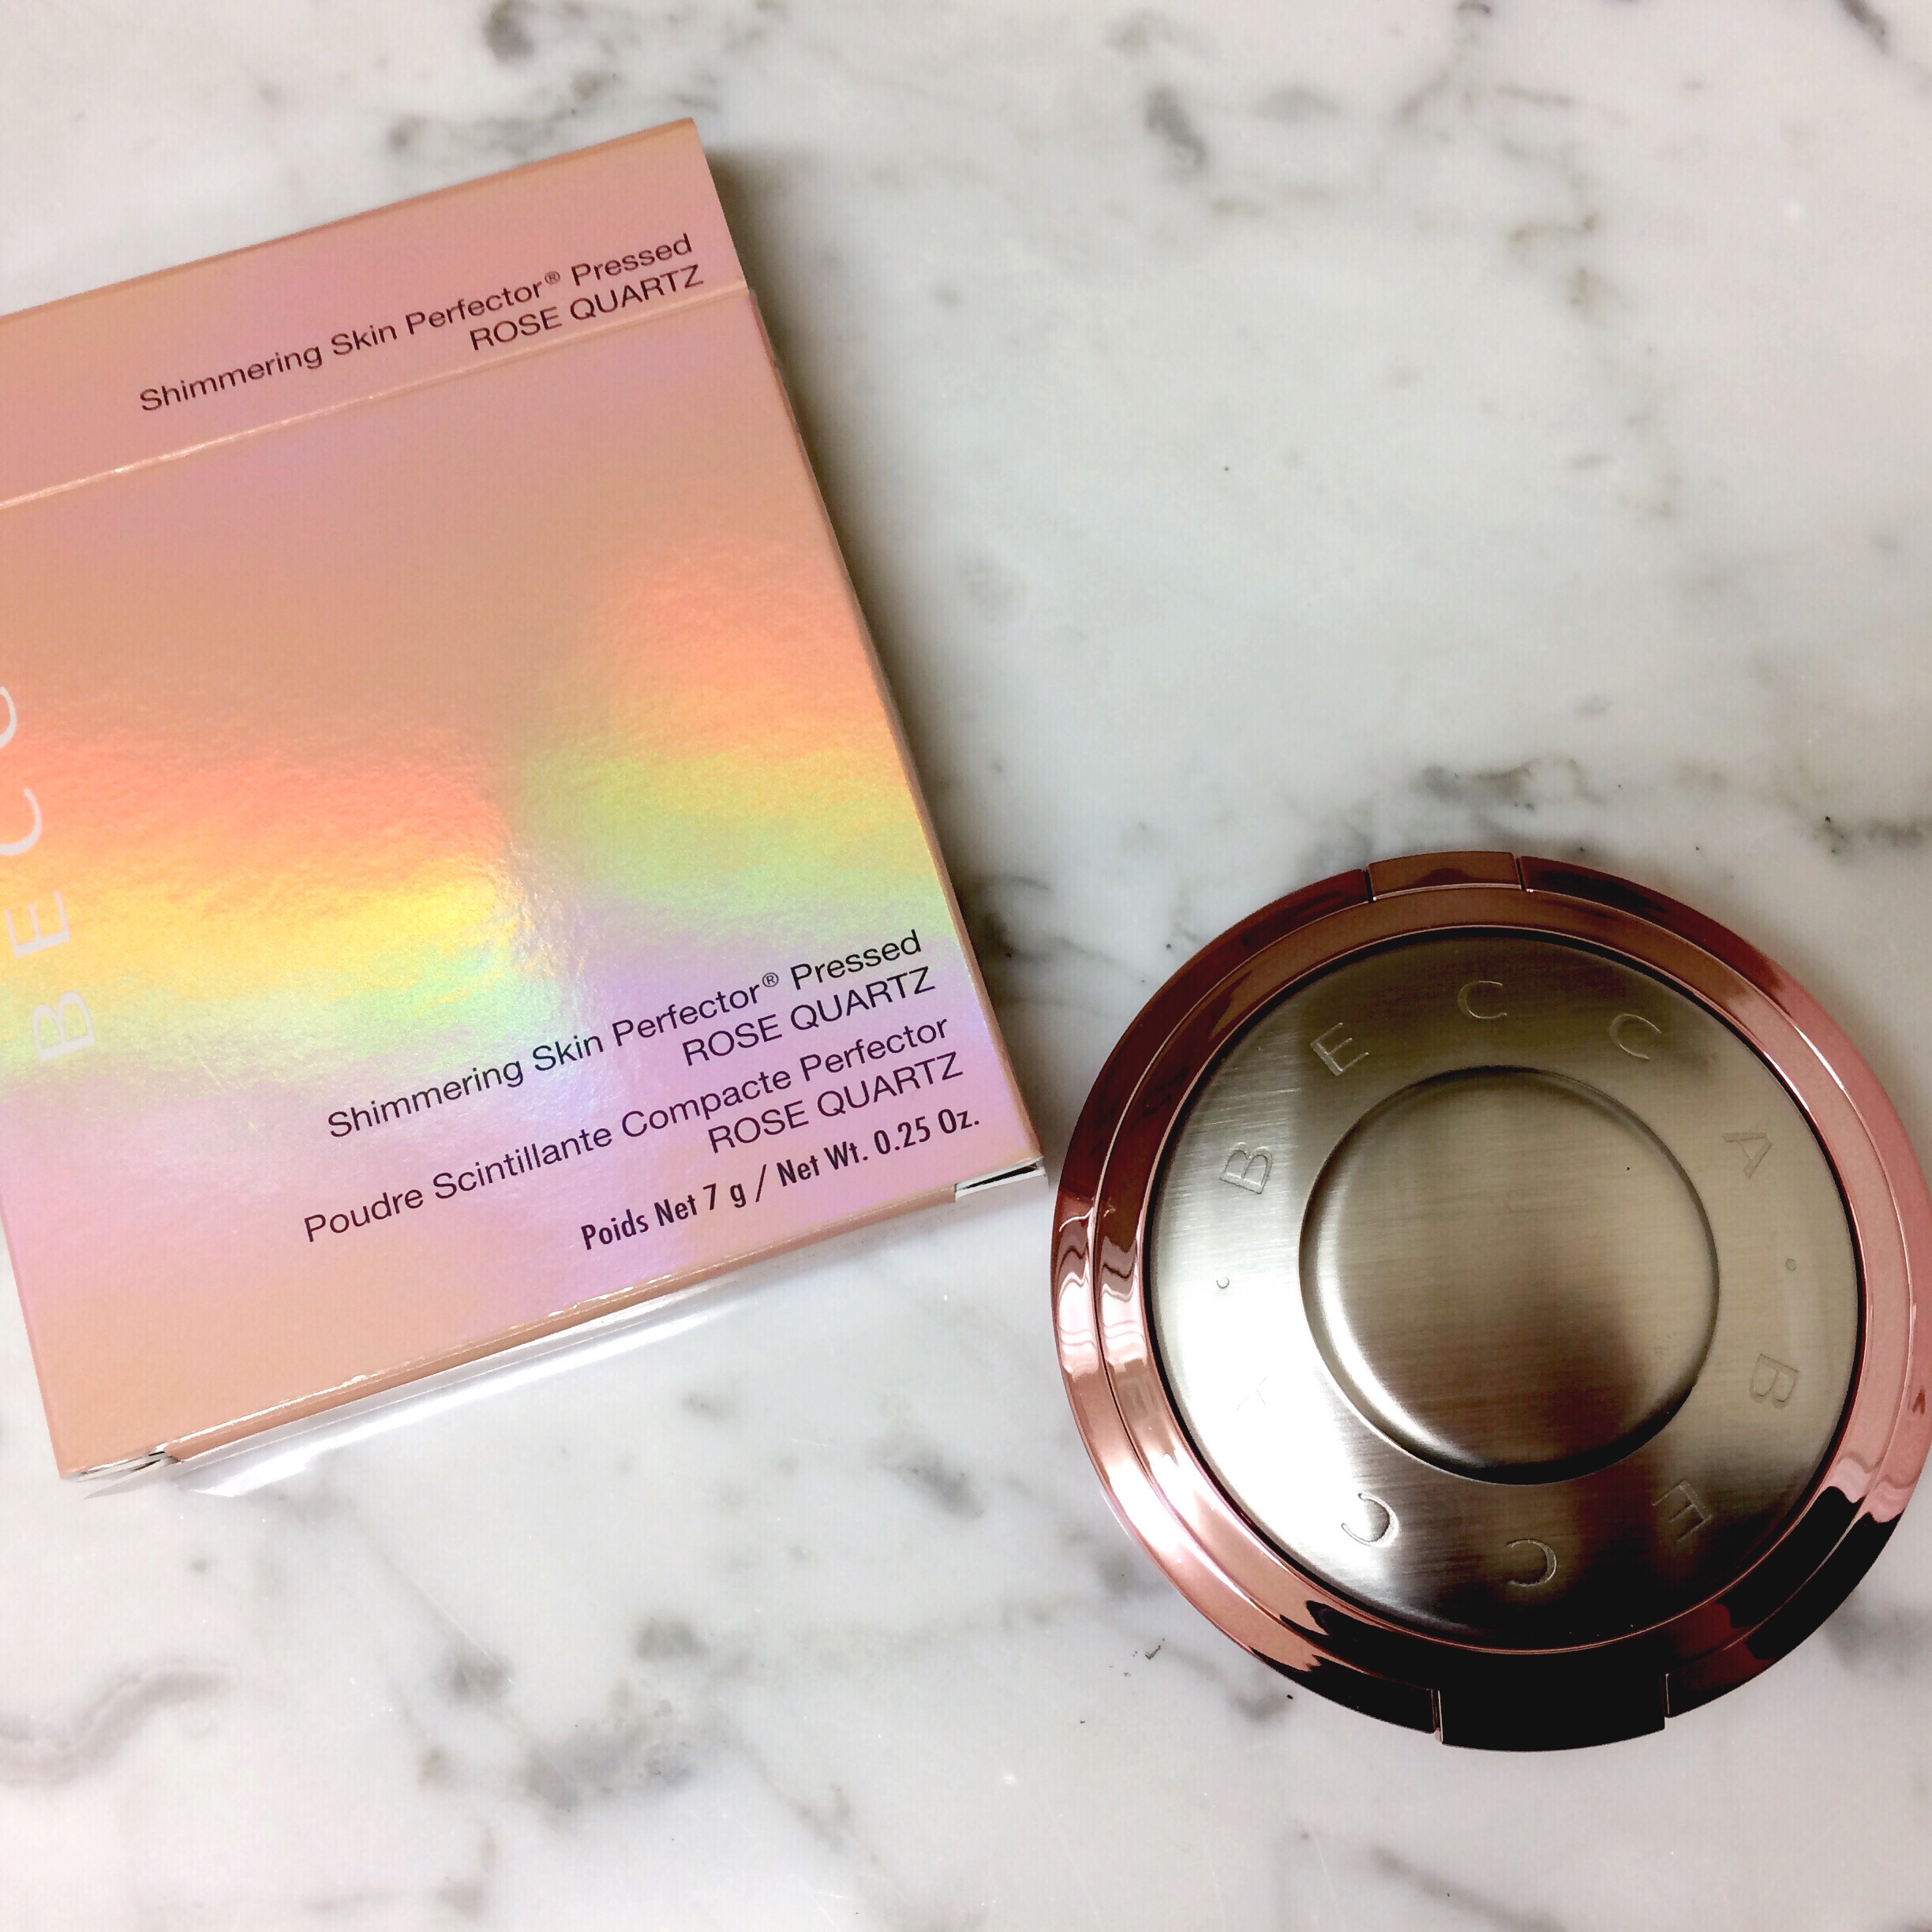 Shimmering Skin Perfector® Pressed
ROSE QUARTZ
BECC
Shimmering Skin Perfector® Pressed
ROSE QUARTZ
Poudre Scintillante Compacte Perfector
ROSE QUARTZ
Poids Net 7 g / Net Wt. 0.25 Oz.
BECCA · BECCA ·